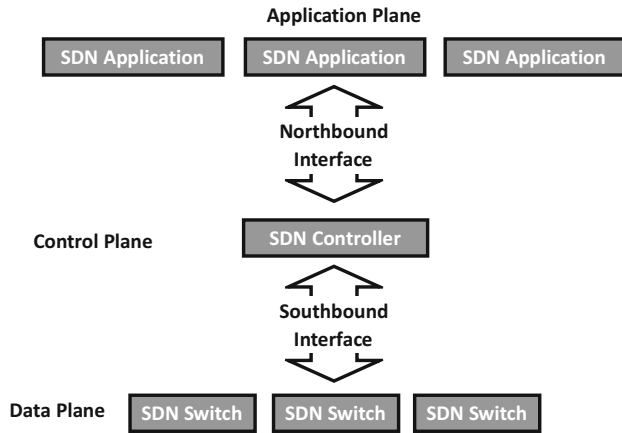 Application Plane
SDN Application SDN Application SDN Application
Northbound
Interface
Control Plane SDN Controller
Southbound
Interface
Data Plane SDN Switch SDN Switch SDN Switch